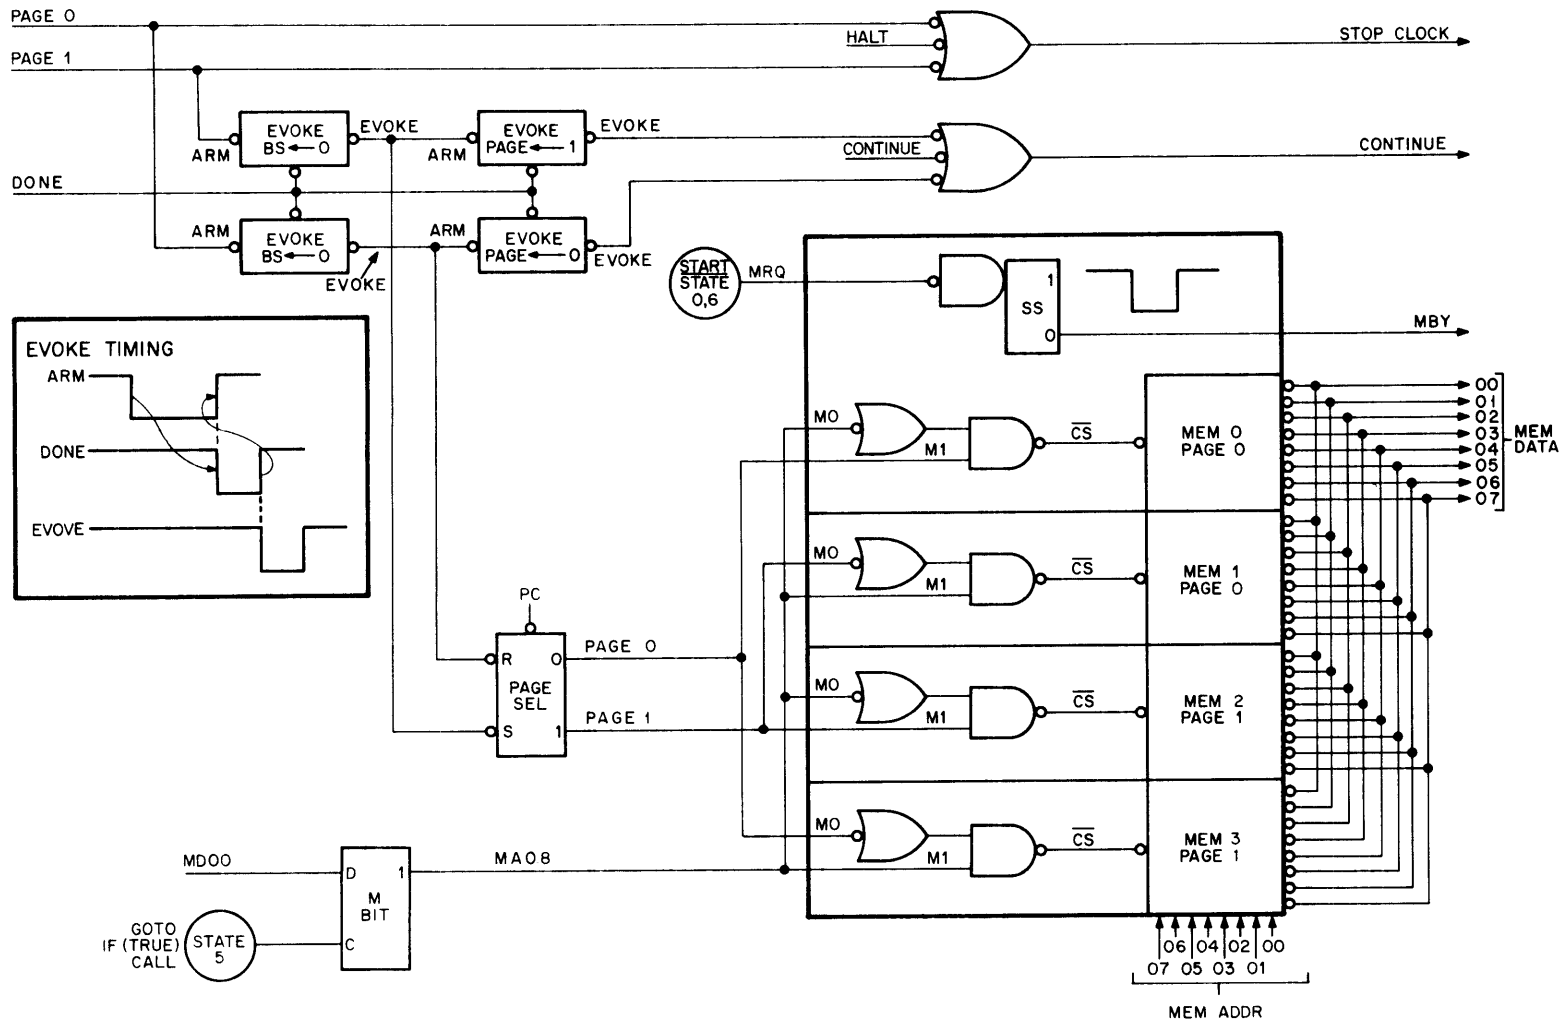 PAGE 0
PAGE 1
HALT
STOP CLOCK
EVOKE
BS ← 0
ARM
EVOKE
EVOKE
PAGE ← 1
ARM
EVOKE
CONTINUE
CONTINUE
DONE
ARM
EVOKE
BS ← 0
EVOKE
ARM
EVOKE
PAGE ← 0
EVOKE
START
STATE
0,6
MRQ
1
SS
0
MBY
EVOKE TIMING
ARM
DONE
EVOVE
MO
M1
CS
MEM 0
PAGE 0
00
01
02
03
04
05
06
07
MEM
DATA
MO
M1
CS
MEM 1
PAGE 0
PC
R
0
PAGE
SEL
S
1
PAGE 0
PAGE 1
MO
M1
CS
MEM 2
PAGE 1
MO
M1
CS
MEM 3
PAGE 1
MD00
D
1
M
BIT
C
MA08
GOTO
IF (TRUE)
CALL
STATE
5
06 04 02 00
07 05 03 01
MEM ADDR